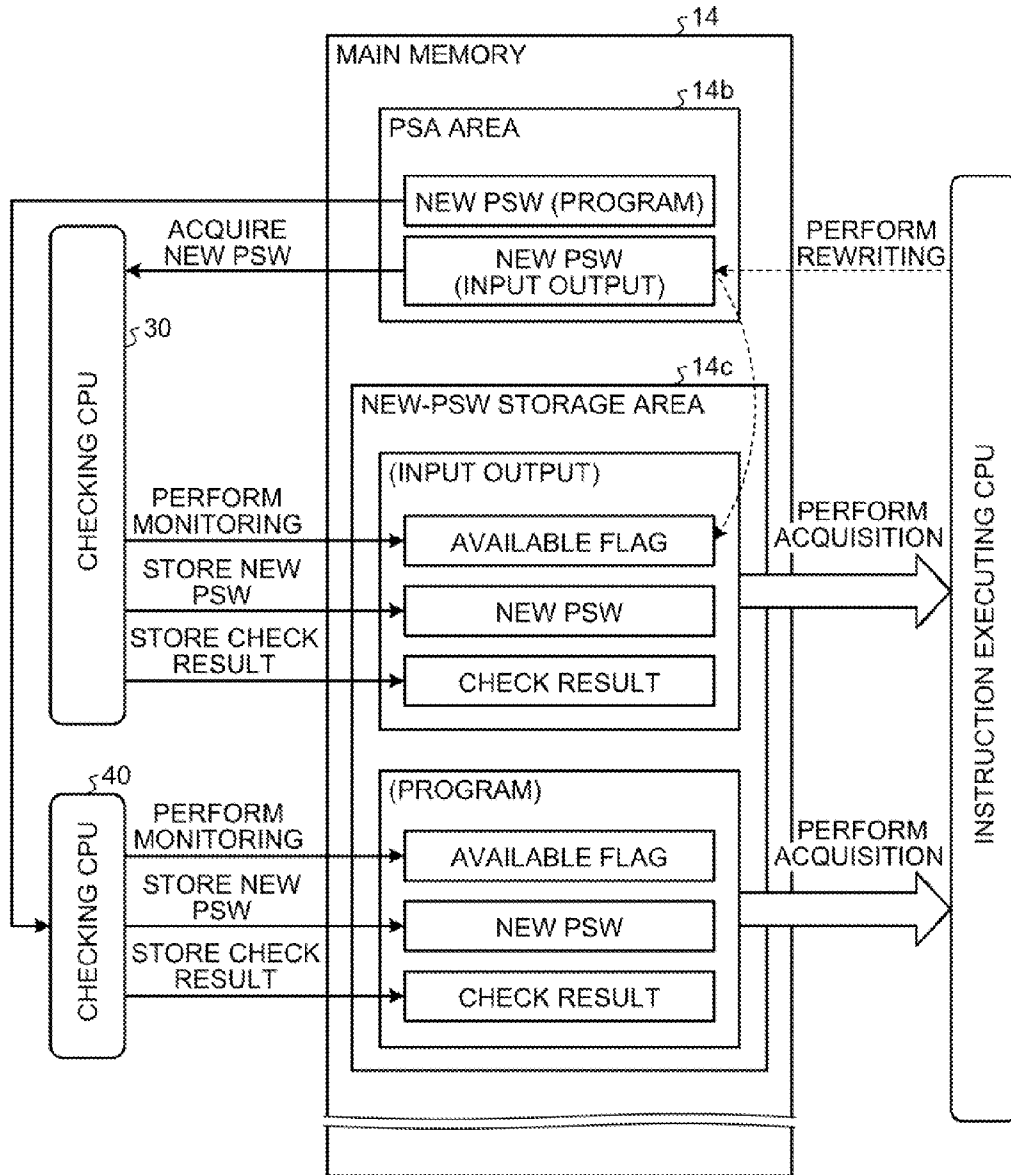 14
MAIN MEMORY
14b
PSA AREA
NEW PSW (PROGRAM)
ACQUIRE
NEW PSW
NEW PSW
(INPUT OUTPUT)
PERFORM
REWRITING
30
CHECKING CPU
14c
NEW-PSW STORAGE AREA
(INPUT OUTPUT)
PERFORM
MONITORING
AVAILABLE FLAG
PERFORM
ACQUISITION
STORE NEW
PSW
NEW PSW
STORE CHECK
RESULT
CHECK RESULT
INSTRUCTION EXECUTING CPU
40
CHECKING CPU
(PROGRAM)
PERFORM
MONITORING
AVAILABLE FLAG
PERFORM
ACQUISITION
STORE NEW
PSW
NEW PSW
STORE CHECK
RESULT
CHECK RESULT